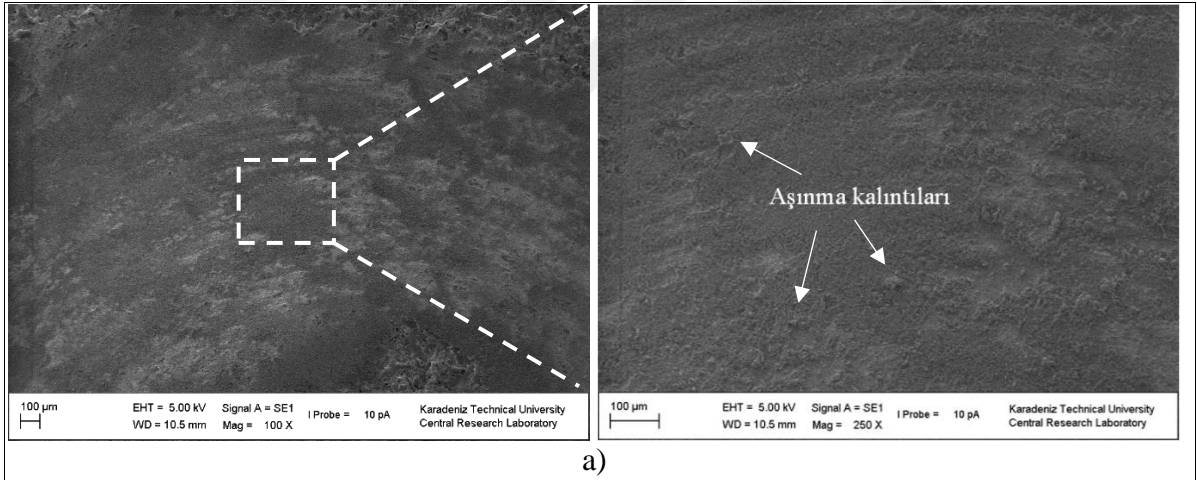 Aşınma kalıntıları
100 µm
EHT = 5.00 kV Signal A = SE1 I Probe = 10 pA Karadeniz Technical University
WD = 10.5 mm Mag = 100 X Central Research Laboratory
100 µm
EHT = 5.00 kV Signal A = SE1 I Probe = 10 pA Karadeniz Technical University
WD = 10.5 mm Mag = 250 X Central Research Laboratory
a)